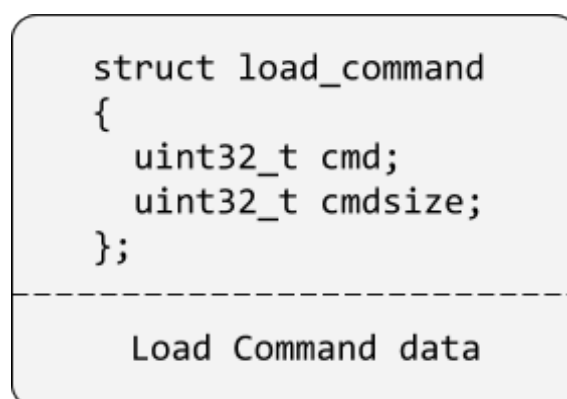 struct load_command
{
uint32_t cmd;
uint32_t cmdsize;
};
Load Command data